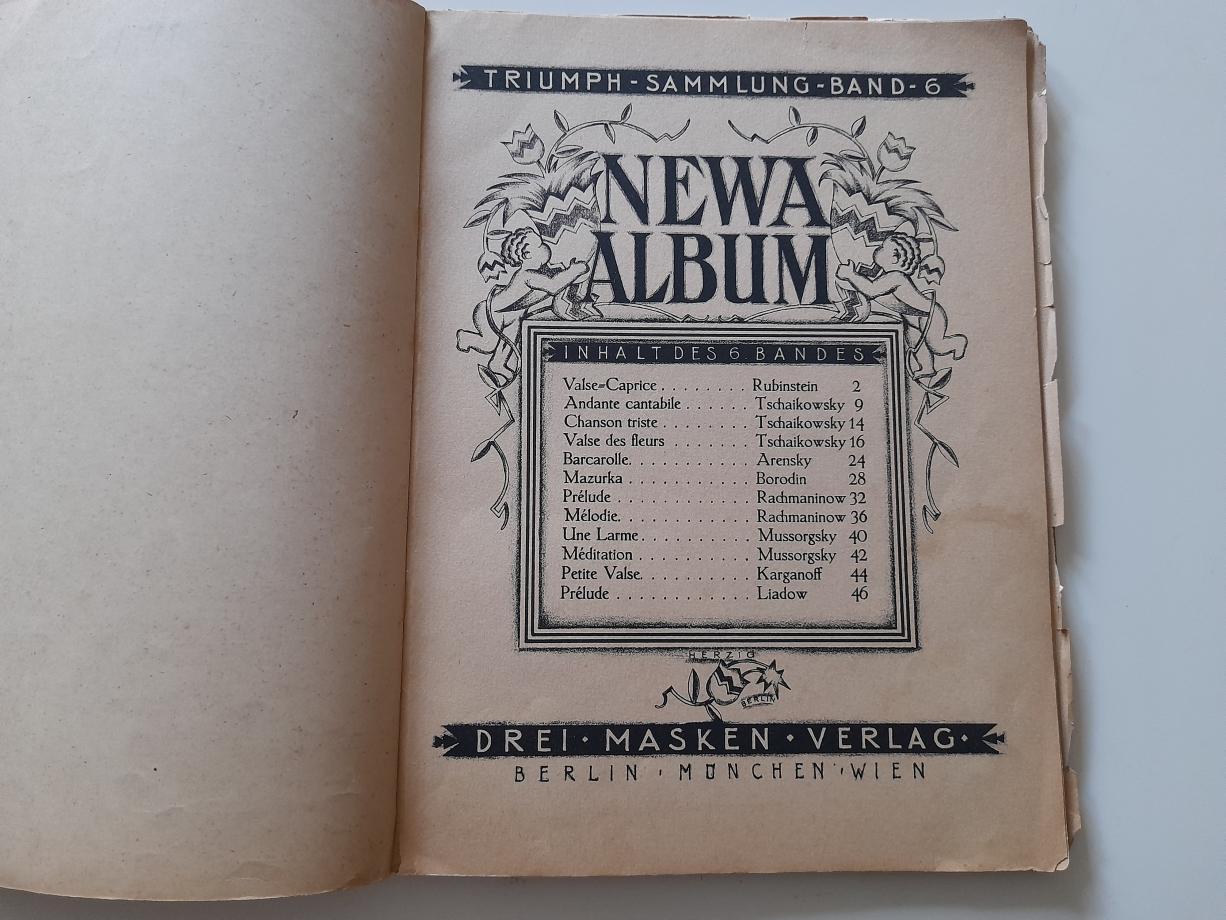 TRIUMPH-SAMMLUNG-BAND-6
NEWA
ALBUM
INHALT DES 6. BANDES
Valse=Caprice . . . . . . . . Rubinstein 2
Andante cantabile . . . . . . Tschaikowsky 9
Chanson triste . . . . . . . . Tschaikowsky 14
Valse des fleurs . . . . . . . Tschaikowsky 16
Barcarolle. . . . . . . . . . . Arensky 24
Mazurka . . . . . . . . . . . Borodin 28
Prélude . . . . . . . . . . . . Rachmaninow 32
Mélodie. . . . . . . . . . . . Rachmaninow 36
Une Larme . . . . . . . . . . Mussorgsky 40
Méditation . . . . . . . . . . Mussorgsky 42
Petite Valse. . . . . . . . . . Karganoff 44
Prélude . . . . . . . . . . . . Liadow 46
HERZIG
BERLIN
DREI · MASKEN · VERLAG ·
BERLIN · MÜNCHEN · WIEN